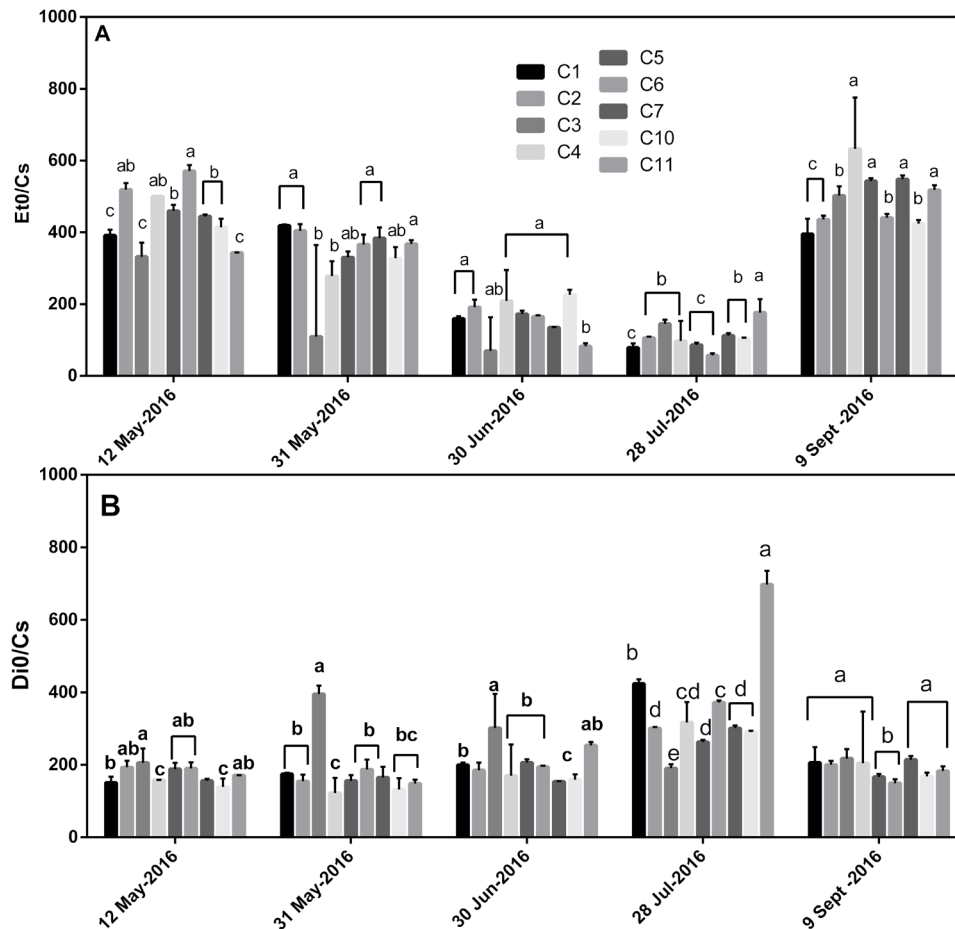 A
Et0/Cs
1000
800
600
400
200
0
C1
C2
C3
C4
C5
C6
C7
C10
C11
c ab c ab b a b c
a b b ab a ab a
a ab a b
c b c b a
c b a a b a b a
12 May-2016
31 May-2016
30 Jun-2016
28 Jul-2016
9 Sept -2016
B
Di0/Cs
1000
800
600
400
200
0
b ab a c ab c ab
b a c b bc
b a b c ab
b d e cd d c d a
a b a
12 May-2016
31 May-2016
30 Jun-2016
28 Jul-2016
9 Sept -2016